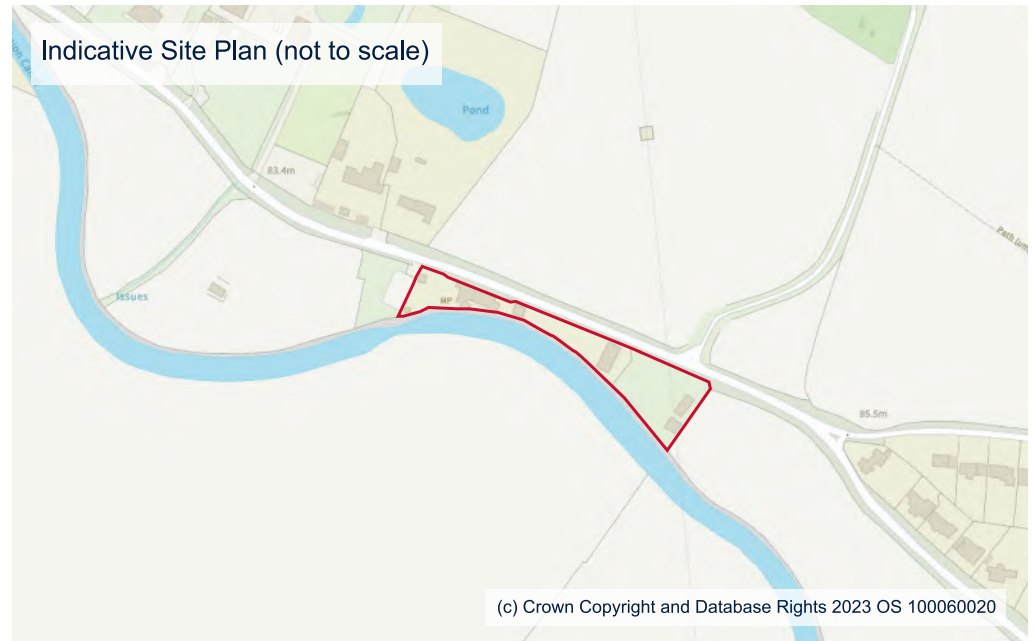 Indicative Site Plan (not to scale)
Pond
83.4m
Issues
MP
Path
85.5m
(c) Crown Copyright and Database Rights 2023 OS 100060020